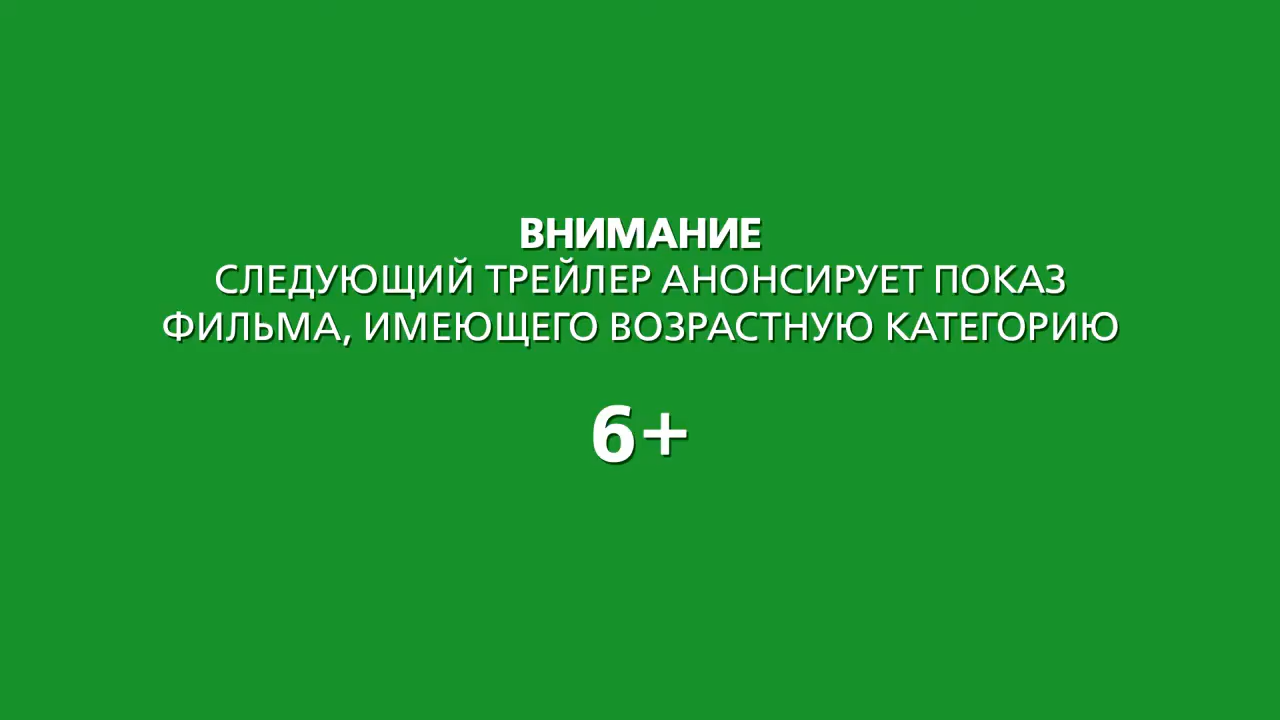 ВНИМАНИЕ
СЛЕДУЮЩИЙ ТРЕЙЛЕР АНОНСИРУЕТ ПОКАЗ
ФИЛЬМА, ИМЕЮЩЕГО ВОЗРАСТНУЮ КАТЕГОРИЮ
6+